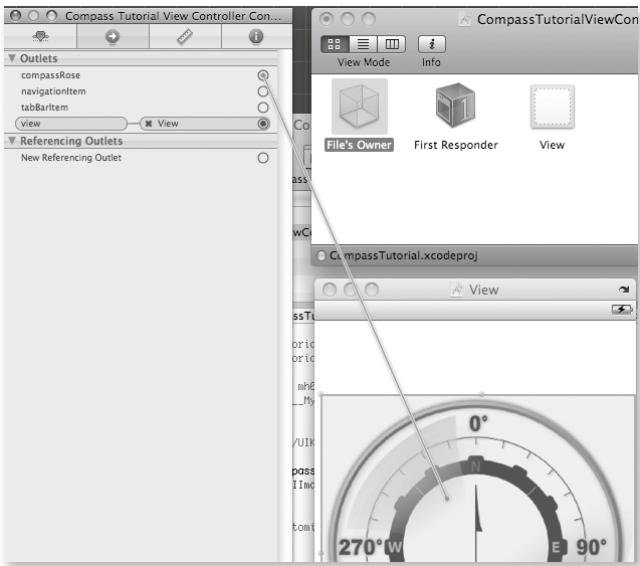 Compass Tutorial View Controller Con...
Outlets
compassRose
navigationItem
tabBarItem
view
View
Referencing Outlets
New Referencing Outlet
CompassTutorialViewCon
View Mode
Info
File's Owner
First Responder
View
CompassTutorial.xcodeproj
View
0°
N
270°
W
E
90°